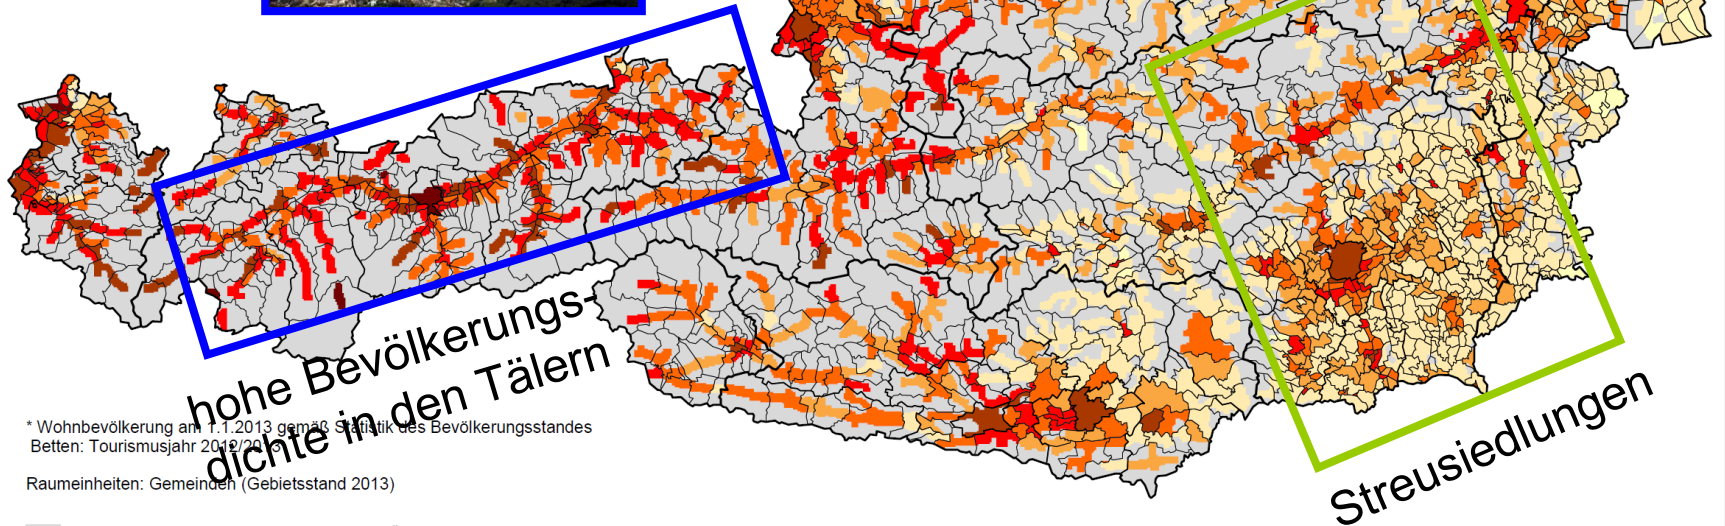 hohe Bevölkerungs-
dichte in den Tälern
* Wohnbevölkerung am 1.1.2013 gemäß Statistik des Bevölkerungsstandes
Betten: Tourismusjahr 2012/2013
Raumeinheiten: Gemeinden (Gebietsstand 2013)
Streusiedlungen